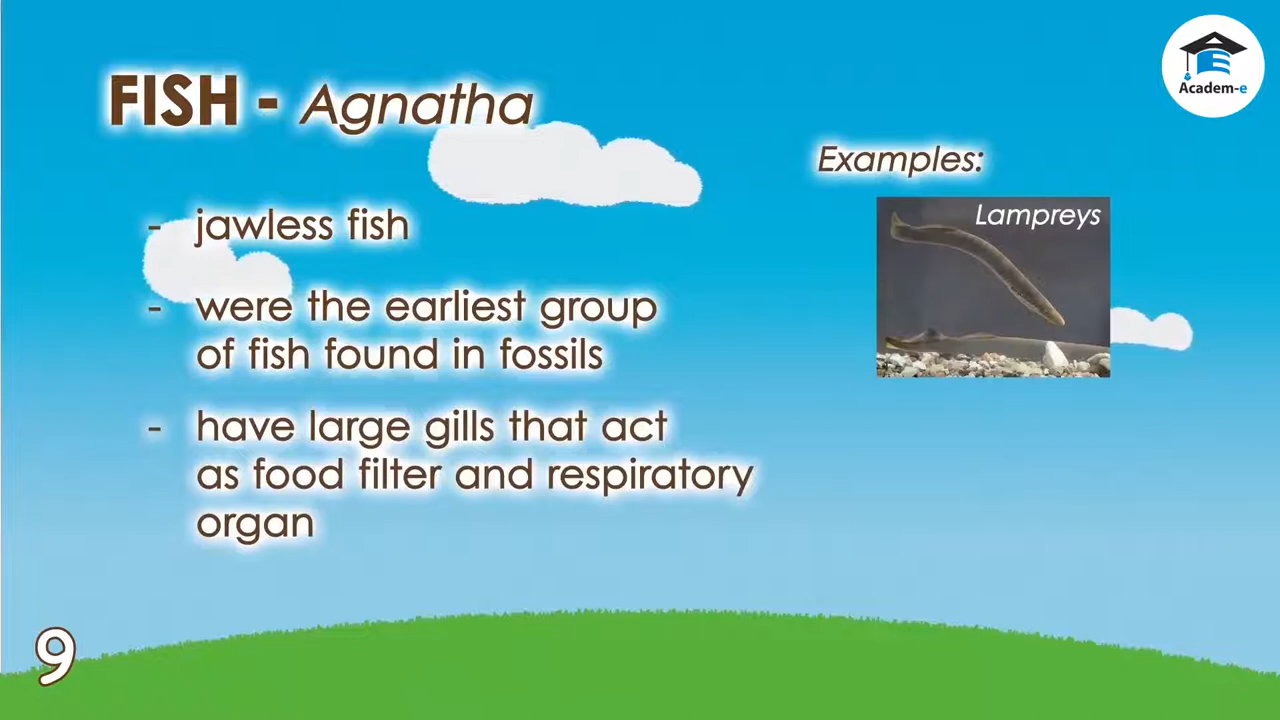 FISH - Agnatha
- jawless fish
- were the earliest group
of fish found in fossils
- have large gills that act
as food filter and respiratory
organ
Examples:
Lampreys
Academ-e
9